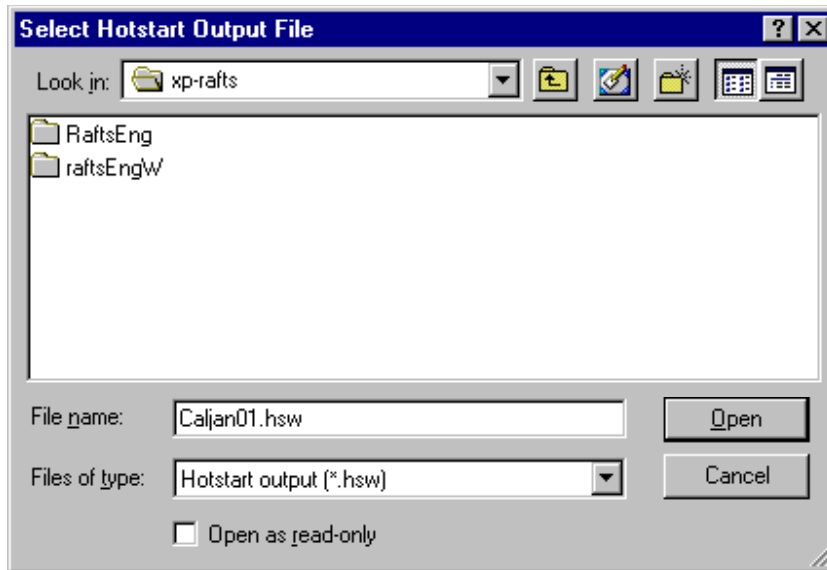 Select Hotstart Output File
Look in: xp-rafts
RaftsEng
raftsEngW
File name: Caljan01.hsw Open
Files of type: Hotstart output (*.hsw) Cancel
Open as read-only